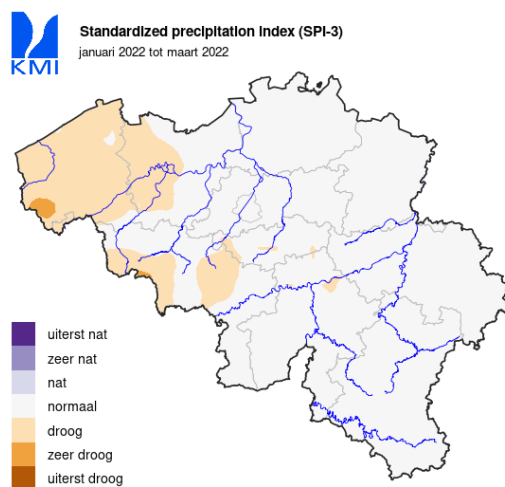 KMI
Standardized precipitation index (SPI-3)
januari 2022 tot maart 2022
uiterst nat
zeer nat
nat
normaal
droog
zeer droog
uiterst droog